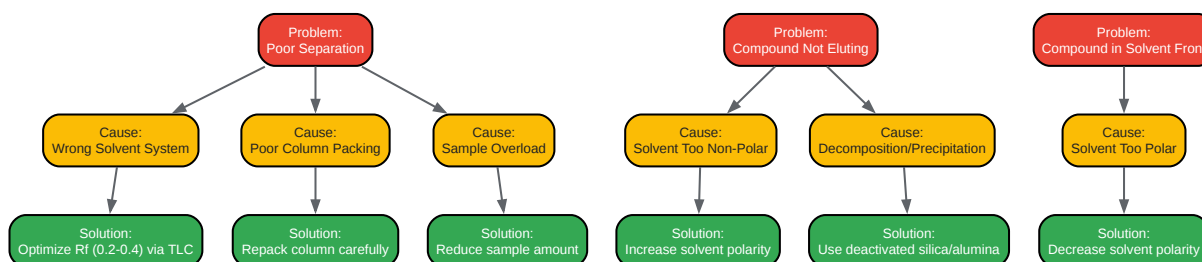 Problem:
Poor Separation
Problem:
Compound Not Eluting
Problem:
Compound in Solvent Front
Cause:
Wrong Solvent System
Cause:
Poor Column Packing
Cause:
Sample Overload
Cause:
Solvent Too Non-Polar
Cause:
Decomposition/Precipitation
Cause:
Solvent Too Polar
Solution:
Optimize Rf (0.2-0.4) via TLC
Solution:
Repack column carefully
Solution:
Reduce sample amount
Solution:
Increase solvent polarity
Solution:
Use deactivated silica/alumina
Solution:
Decrease solvent polarity